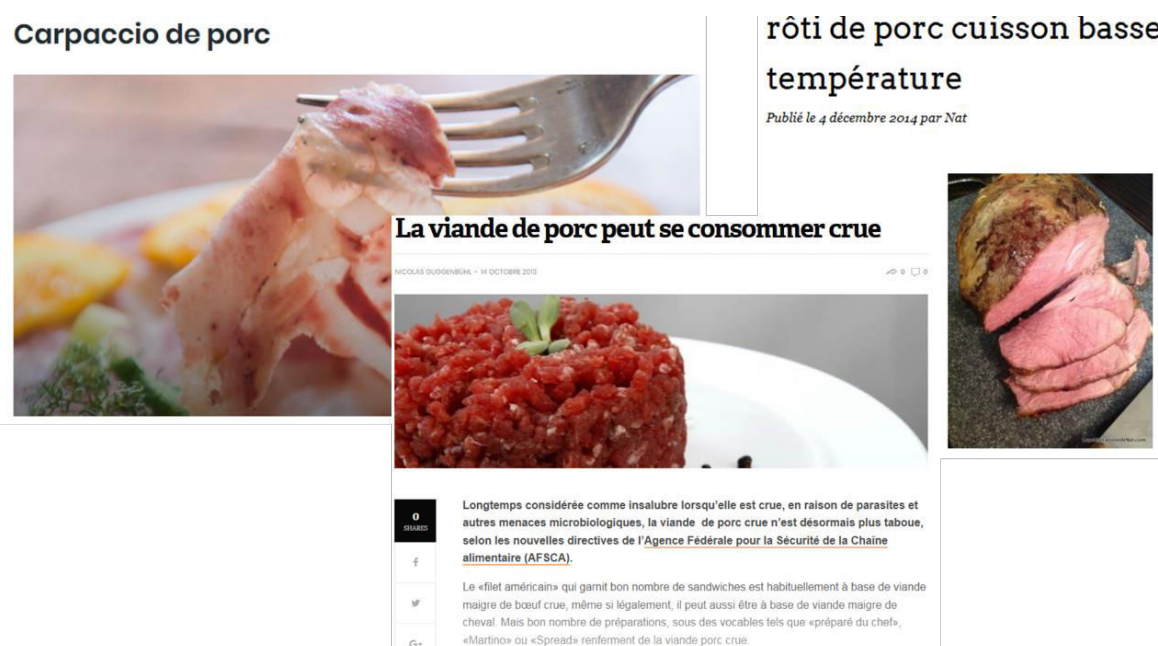 Carpaccio de porc
rôti de porc cuisson basse
température
Publié le 4 décembre 2014 par Nat
La viande de porc peut se consommer crue
NICOLAS GUGGENBÜHL – 14 OCTOBRE 2013
0 0
0
SHARES
Longtemps considérée comme insalubre lorsqu'elle est crue, en raison de parasites et
autres menaces microbiologiques, la viande de porc crue n'est désormais plus taboue,
selon les nouvelles directives de l'Agence Fédérale pour la Sécurité de la Chaîne
alimentaire (AFSCA).
Le «filet américain» qui garnit bon nombre de sandwiches est habituellement à base de viande
maigre de bœuf crue, même si légalement, il peut aussi être à base de viande maigre de
cheval. Mais bon nombre de préparations, sous des vocables tels que «préparé du chef»,
«Martino» ou «Spread» renferment de la viande porc crue.